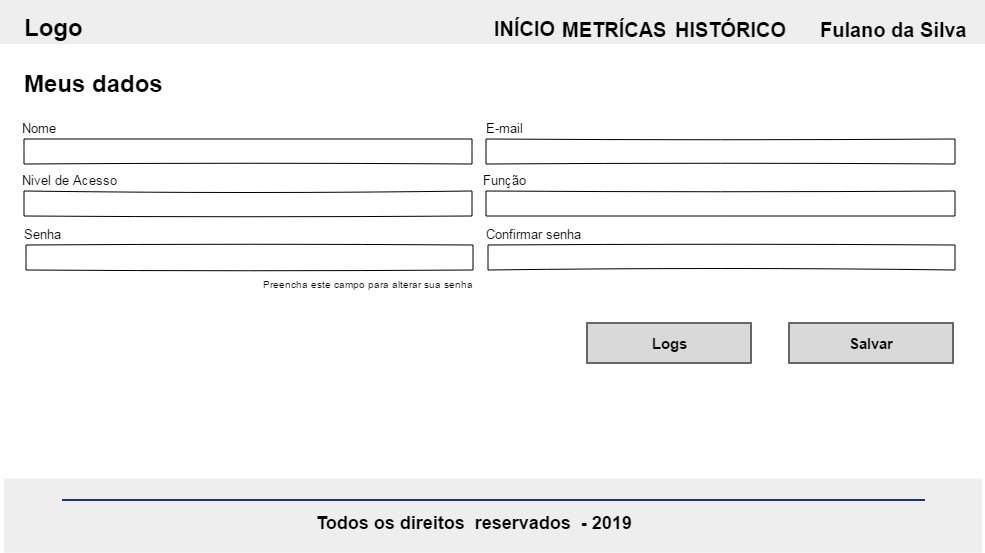 Logo INÍCIO METRÍCAS HISTÓRICO Fulano da Silva
Meus dados
Nome E-mail
Nivel de Acesso Função
Senha Confirmar senha
Preencha este campo para alterar sua senha
Logs Salvar
Todos os direitos reservados - 2019